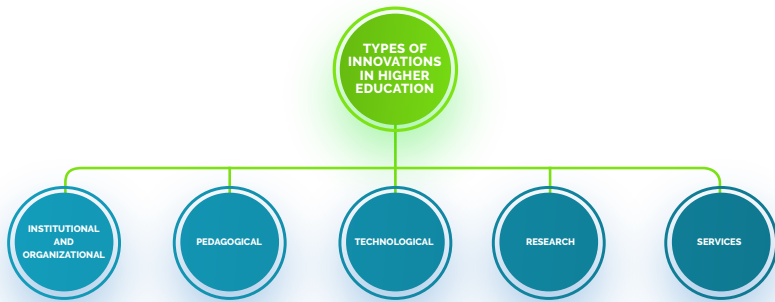 TYPES OF
INNOVATIONS
IN HIGHER
EDUCATION
INSTITUTIONAL
AND
ORGANIZATIONAL
PEDAGOGICAL
TECHNOLOGICAL
RESEARCH
SERVICES